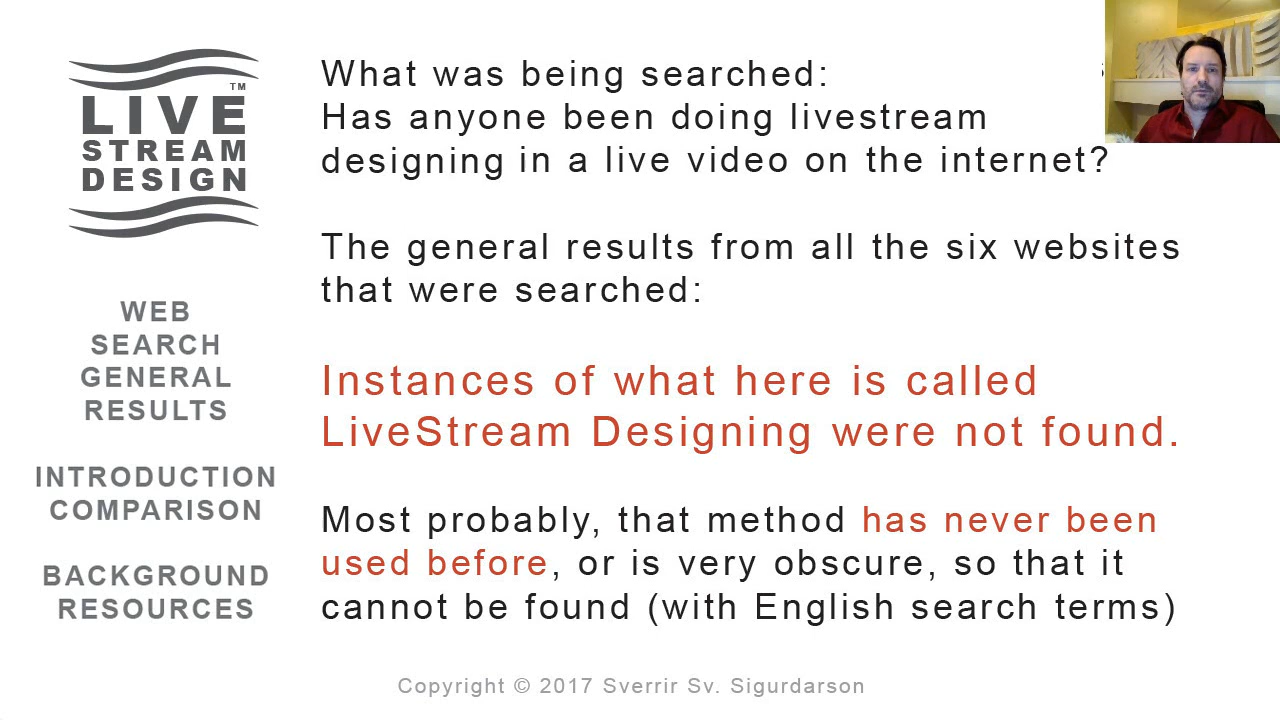 TM
LIVE
STREAM
DESIGN
WEB
SEARCH
GENERAL
RESULTS
INTRODUCTION
COMPARISON
BACKGROUND
RESOURCES
What was being searched:
Has anyone been doing livestream
designing in a live video on the internet?
The general results from all the six websites
that were searched:
Instances of what here is called
LiveStream Designing were not found.
Most probably, that method has never been
used before, or is very obscure, so that it
cannot be found (with English search terms)
Copyright © 2017 Sverrir Sv. Sigurdarson